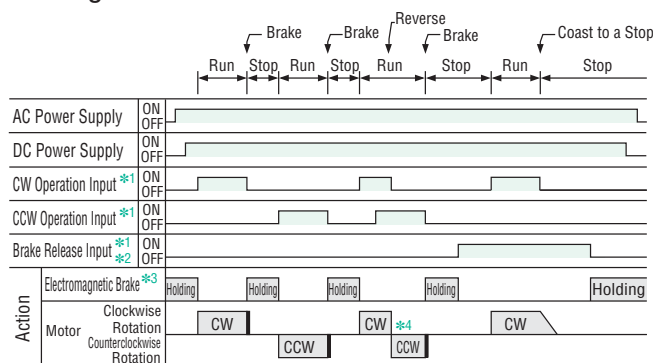 Brake Brake Reverse Brake Coast to a Stop
Run Stop Run Stop Run Stop Run Stop
AC Power Supply ON
OFF
DC Power Supply ON
OFF
CW Operation Input *1 ON
OFF
CCW Operation Input *1 ON
OFF
Brake Release Input *1 *2 ON
OFF
Action
Electromagnetic Brake *3 Holding Holding Holding Holding Holding
Motor Clockwise
Rotation CW CW *4 CW
Counterclockwise
Rotation CCW CCW